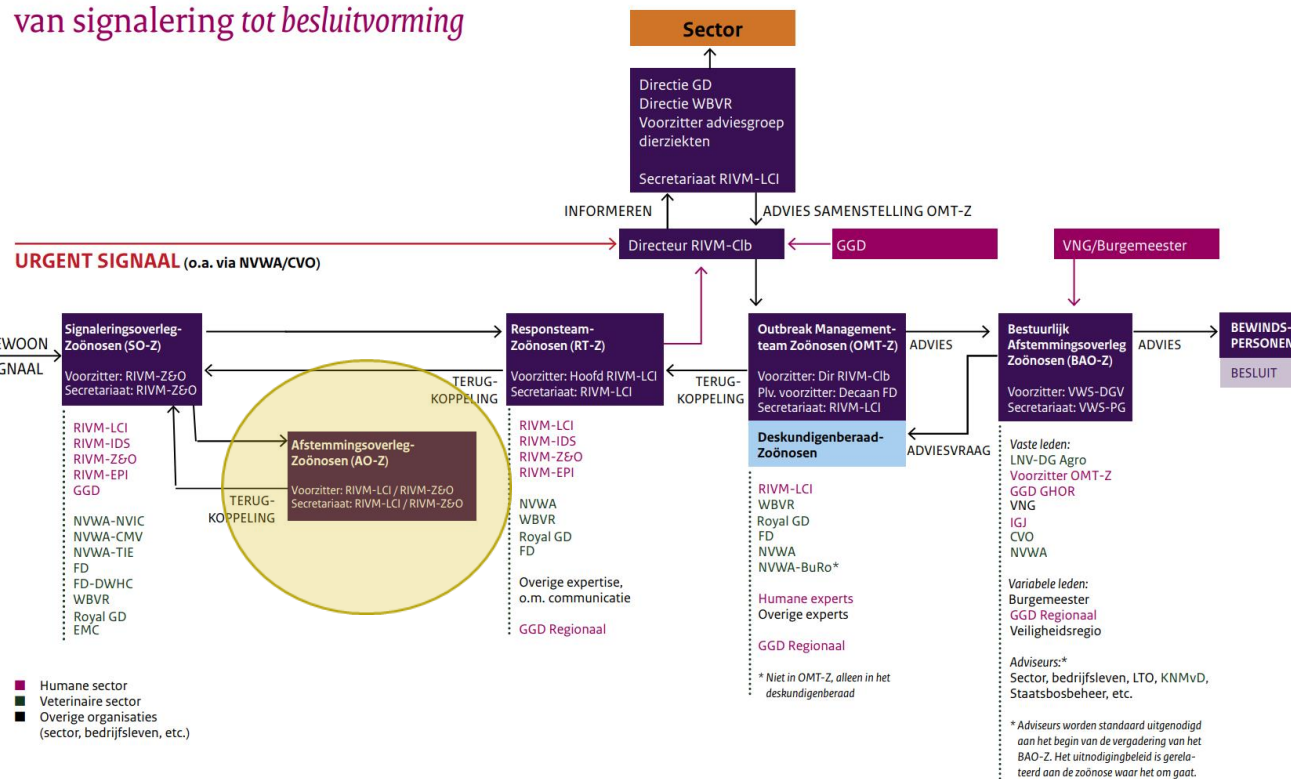 van signalering tot besluitvorming
Sector
Directie GD
Directie WBVR
Voorzitter adviesgroep
dierziekten
Secretariaat RIVM-LCI
INFORMEREN
ADVIES SAMENSTELLING OMT-Z
URGENT SIGNAAL (o.a. via NVWA/CVO)
Directeur RIVM-Clb
GGD
VNG/Burgemeester
EWOON
GNAAL
Signaleringsoverleg-
Zoönosen (SO-Z)
Voorzitter: RIVM-Z&O
Secretariaat: RIVM-Z&O
RIVM-LCI
RIVM-IDS
RIVM-Z&O
RIVM-EPI
GGD
NVWA-NVIC
NVWA-CMV
NVWA-TIE
FD
FD-DWHC
WBVR
Royal GD
EMC
Afstemmingsoverleg-
Zoönosen (AO-Z)
Voorzitter: RIVM-LCI / RIVM-Z&O
Secretariaat: RIVM-LCI / RIVM-Z&O
TERUG-
KOPPELING
TERUG-
KOPPELING
Responsteam-
Zoönosen (RT-Z)
Voorzitter: Hoofd RIVM-LCI
Secretariaat: RIVM-LCI
RIVM-LCI
RIVM-IDS
RIVM-Z&O
RIVM-EPI
NVWA
WBVR
Royal GD
FD
Overige expertise,
o.m. communicatie
GGD Regionaal
TERUG-
KOPPELING
Outbreak Management-
team Zoönosen (OMT-Z)
Voorzitter: Dir RIVM-Clb
Plv. voorzitter: Decaan FD
Secretariaat: RIVM-LCI
Deskundigenberaad-
Zoönosen
RIVM-LCI
WBVR
Royal GD
FD
NVWA
NVWA-BuRo*
Humane experts
Overige experts
GGD Regionaal
* Niet in OMT-Z, alleen in het
deskundigenberaad
ADVIES
ADVIESVRAAG
Bestuurlijk
Afstemmingsoverleg
Zoönosen (BAO-Z)
Voorzitter: VWS-DGV
Secretariaat: VWS-PG
Vaste leden:
LNV-DG Agro
Voorzitter OMT-Z
GGD GHOR
VNG
IGJ
CVO
NVWA
Variabele leden:
Burgemeester
GGD Regionaal
Veiligheidsregio
Adviseurs:*
Sector, bedrijfsleven, LTO, KNMvD,
Staatsbosbeheer, etc.
* Adviseurs worden standaard uitgenodigd
aan het begin van de vergadering van het
BAO-Z. Het uitnodigingbeleid is gerela-
teerd aan de zoönose waar het om gaat.
ADVIES
BEWINDS-
PERSONEN
BESLUIT
Humane sector
Veterinaire sector
Overige organisaties
(sector, bedrijfsleven, etc.)